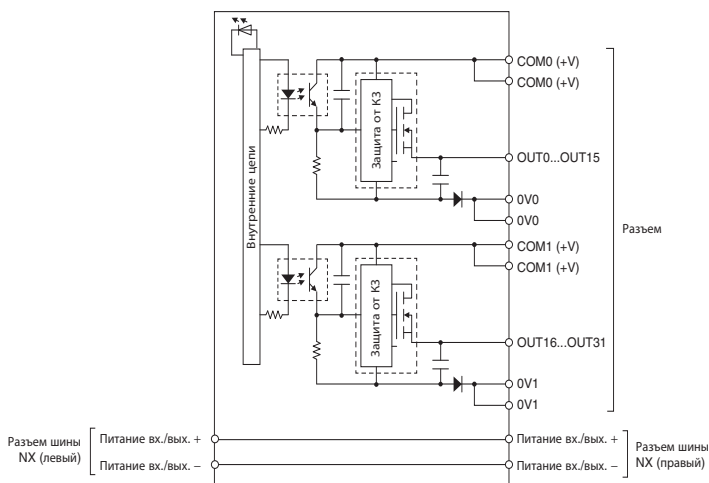 COM0 (+V)
COM0 (+V)
Защита от КЗ
OUT0...OUT15
0V0
0V0
Внутренние цепи
Разъем
COM1 (+V)
COM1 (+V)
Защита от КЗ
OUT16...OUT31
0V1
0V1
Разъем шины
NX (левый)
Питание вх./вых. +
Питание вх./вых. –
Питание вх./вых. +
Питание вх./вых. –
Разъем шины
NX (правый)